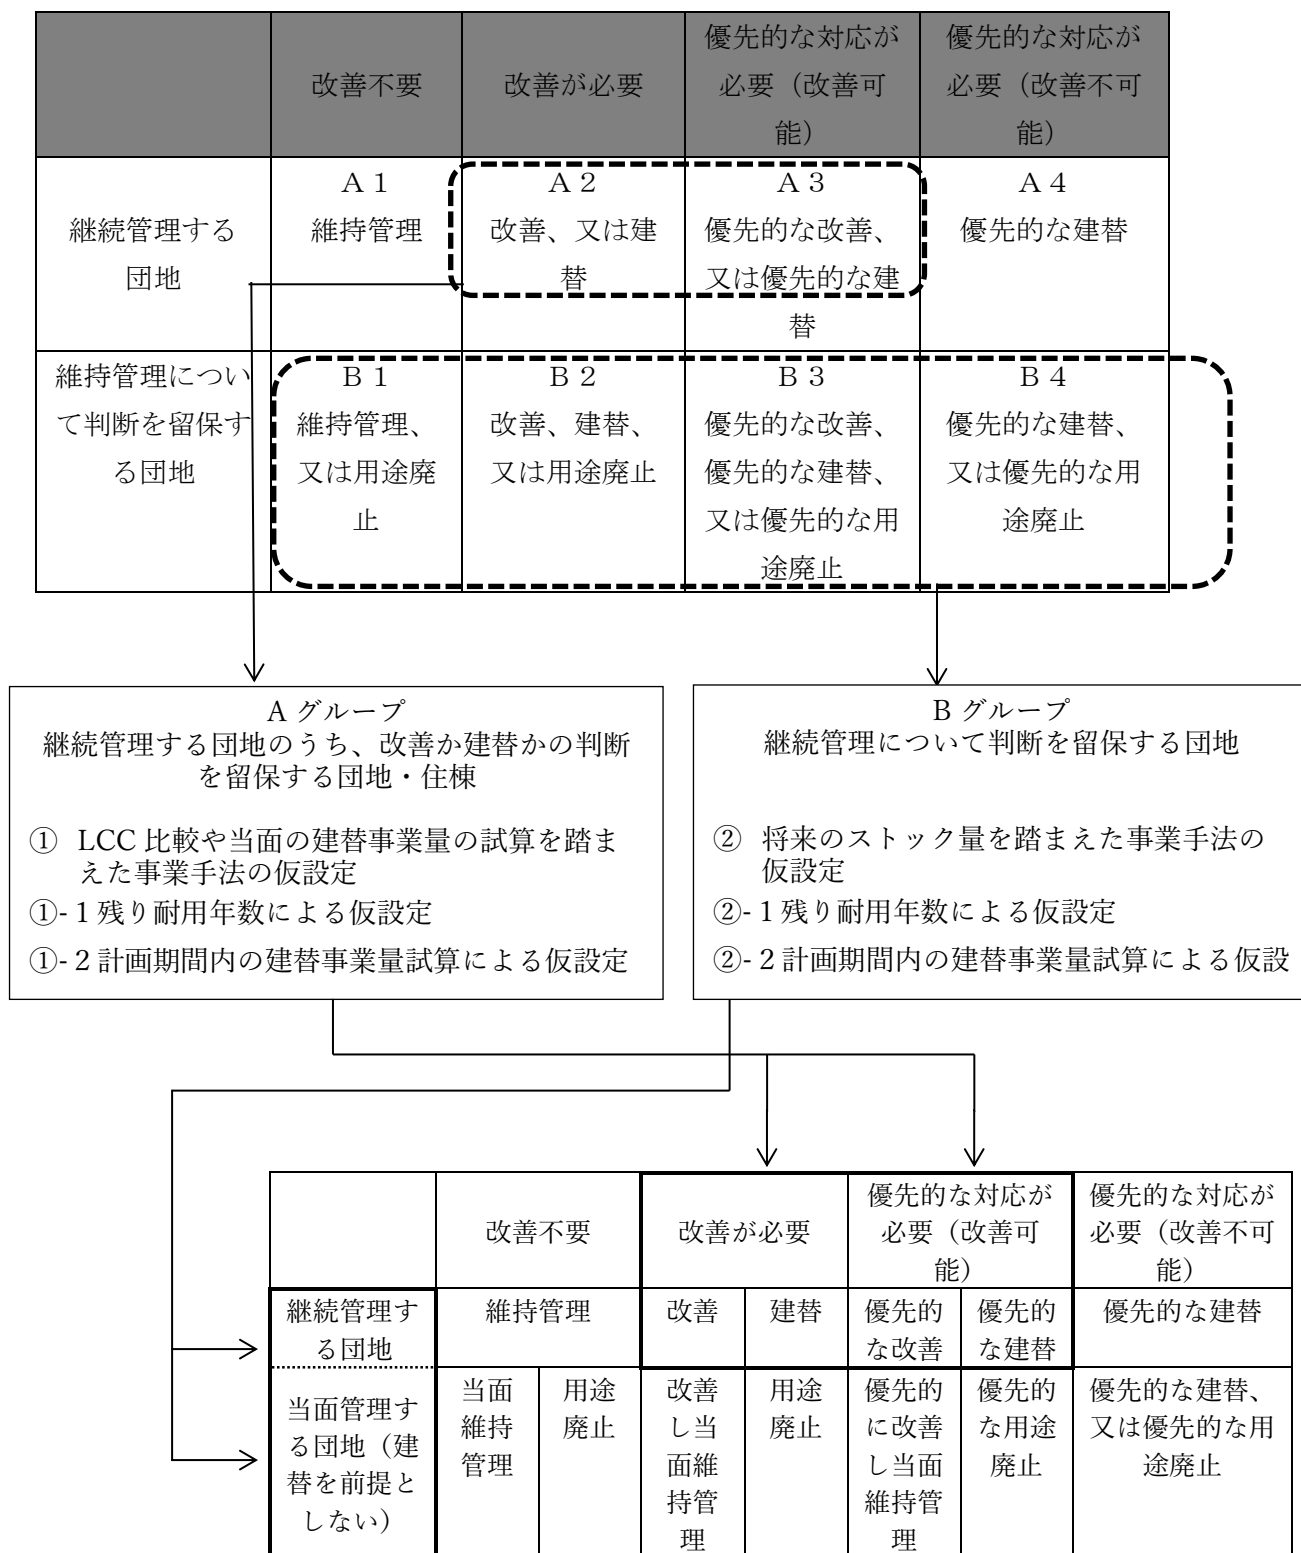 改善不要
改善が必要
優先的な対応が
必要（改善可
能）
優先的な対応が
必要（改善不可
能）
継続管理する
団地
Ａ１
維持管理
Ａ２
改善、又は建
替
Ａ３
優先的な改善、
又は優先的な建
替
Ａ４
優先的な建替
維持管理につい
て判断を留保す
る団地
Ｂ１
維持管理、
又は用途廃
止
Ｂ２
改善、建替、
又は用途廃止
Ｂ３
優先的な改善、
優先的な建替、
又は優先的な用
途廃止
Ｂ４
優先的な建替、
又は優先的な用
途廃止
A グループ
継続管理する団地のうち、改善か建替かの判断
を留保する団地・住棟
① LCC 比較や当面の建替事業量の試算を踏ま
えた事業手法の仮設定
①-１残り耐用年数による仮設定
①-２計画期間内の建替事業量試算による仮設定
B グループ
継続管理について判断を留保する団地
② 将来のストック量を踏まえた事業手法の
仮設定
②-１残り耐用年数による仮設定
②-２計画期間内の建替事業量試算による仮設
改善不要
改善が必要
優先的な対応が
必要（改善可
能）
優先的な対応が
必要（改善不可
能）
継続管理す
る団地
維持管理
改善
建替
優先的
な改善
優先的
な建替
優先的な建替
当面管理す
る団地（建
替を前提と
しない）
当面
維持
管理
用途
廃止
改善
し当
面維
持管
理
用途
廃止
優先的
に改善
し当面
維持管
理
優先的
な用途
廃止
優先的な建替、
又は優先的な用
途廃止